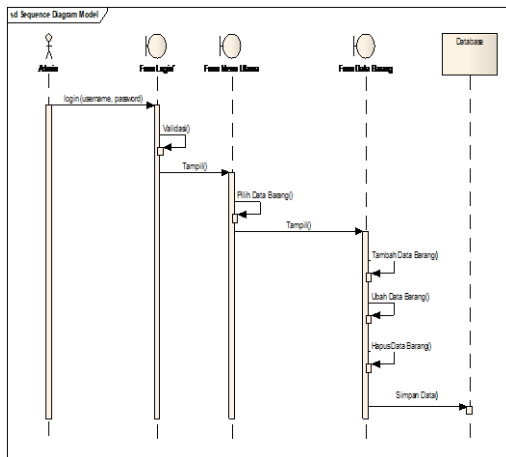 sd Sequence Diagram Model
Admin
Form Login
Form Menu Utama
Form Data Barang
Database
login (username, password)
Validasi()
Tampil()
Pilih Data Barang()
Tampil()
Tambah Data Barang()
Ubah Data Barang()
HapusData Barang()
Simpan Data()